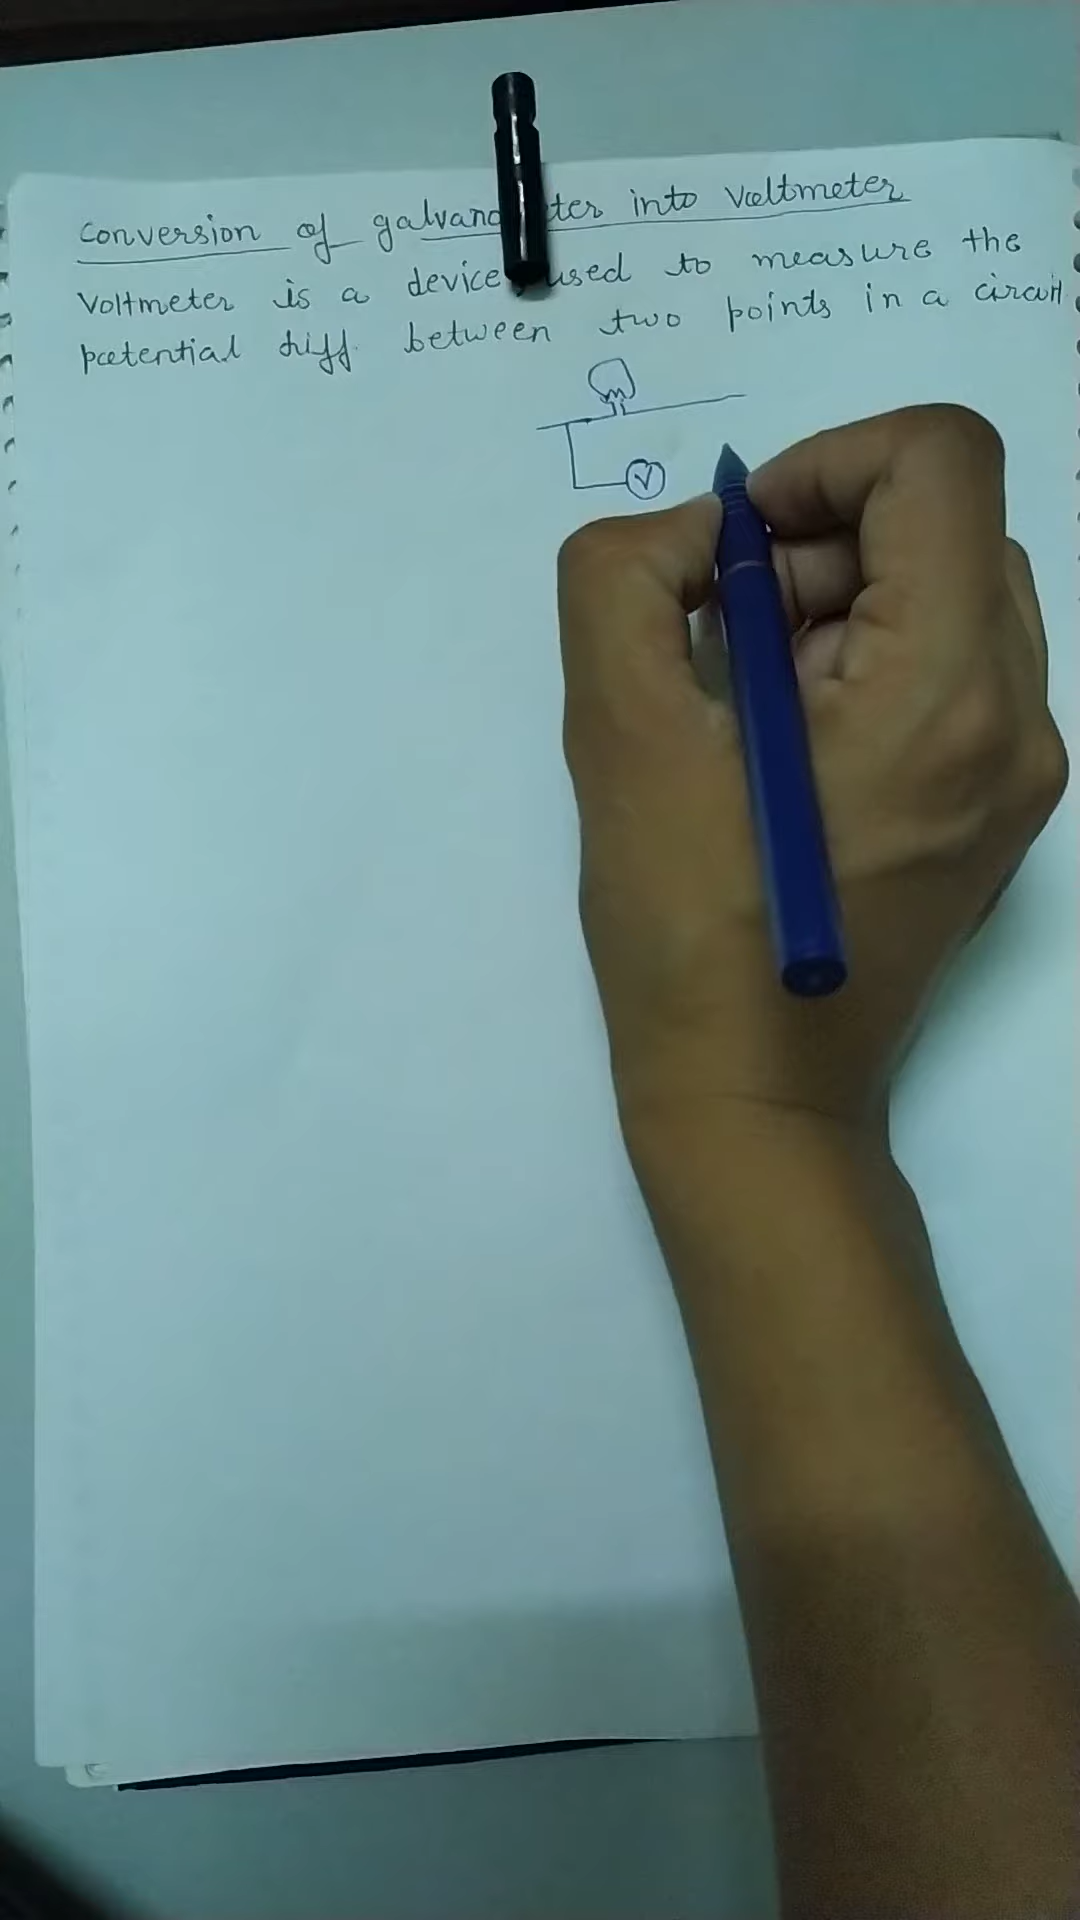 Conversion of galvano ter into Voltmeter
Voltmeter is a device, used to measure the
potential diff. between two points in a circuit
V